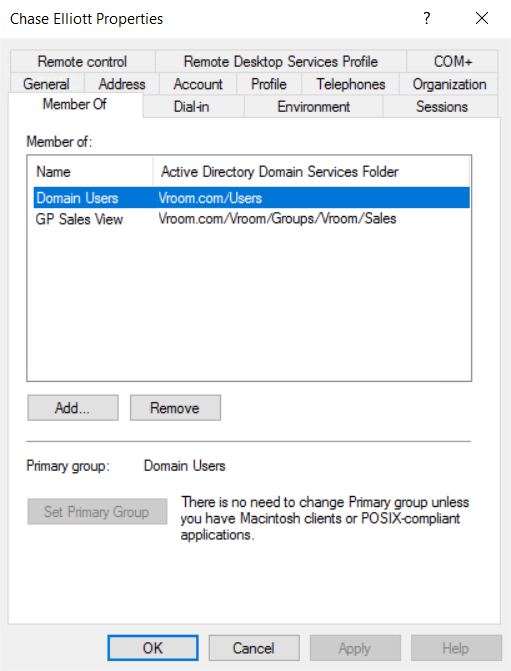 Chase Elliott Properties
?
Remote control Remote Desktop Services Profile COM+
General Address Account Profile Telephones Organization
Member Of Dial-in Environment Sessions
Member of:
Name Active Directory Domain Services Folder
Domain Users Vroom.com/Users
GP Sales View Vroom.com/Vroom/Groups/Vroom/Sales
Add... Remove
Primary group: Domain Users
Set Primary Group
There is no need to change Primary group unless
you have Macintosh clients or POSIX-compliant
applications.
OK Cancel Apply Help